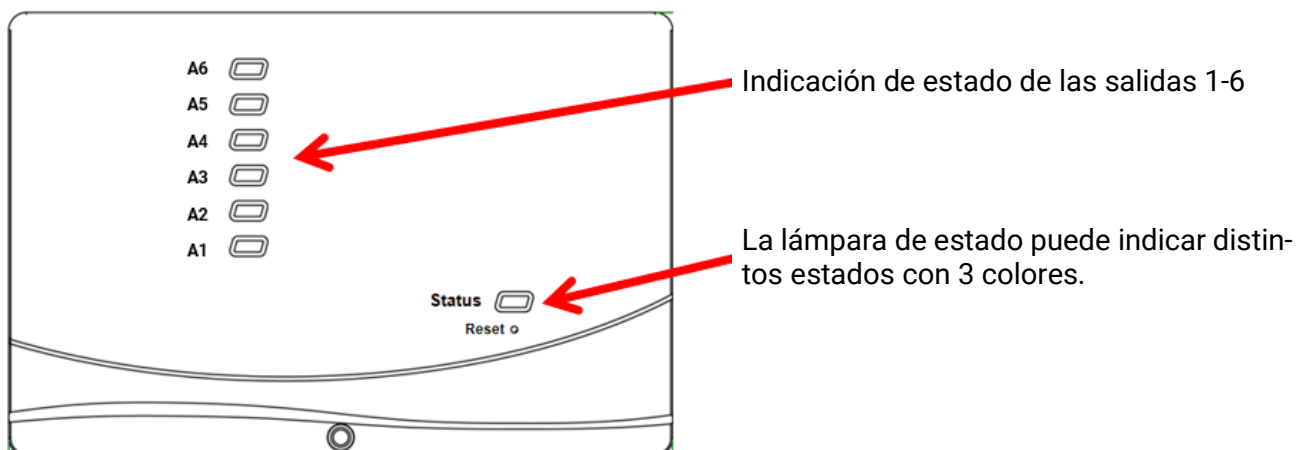 A6
Indicación de estado de las salidas 1-6
A5
A4
A3
A2
A1
La lámpara de estado puede indicar distin-
tos estados con 3 colores.
Status
Reset